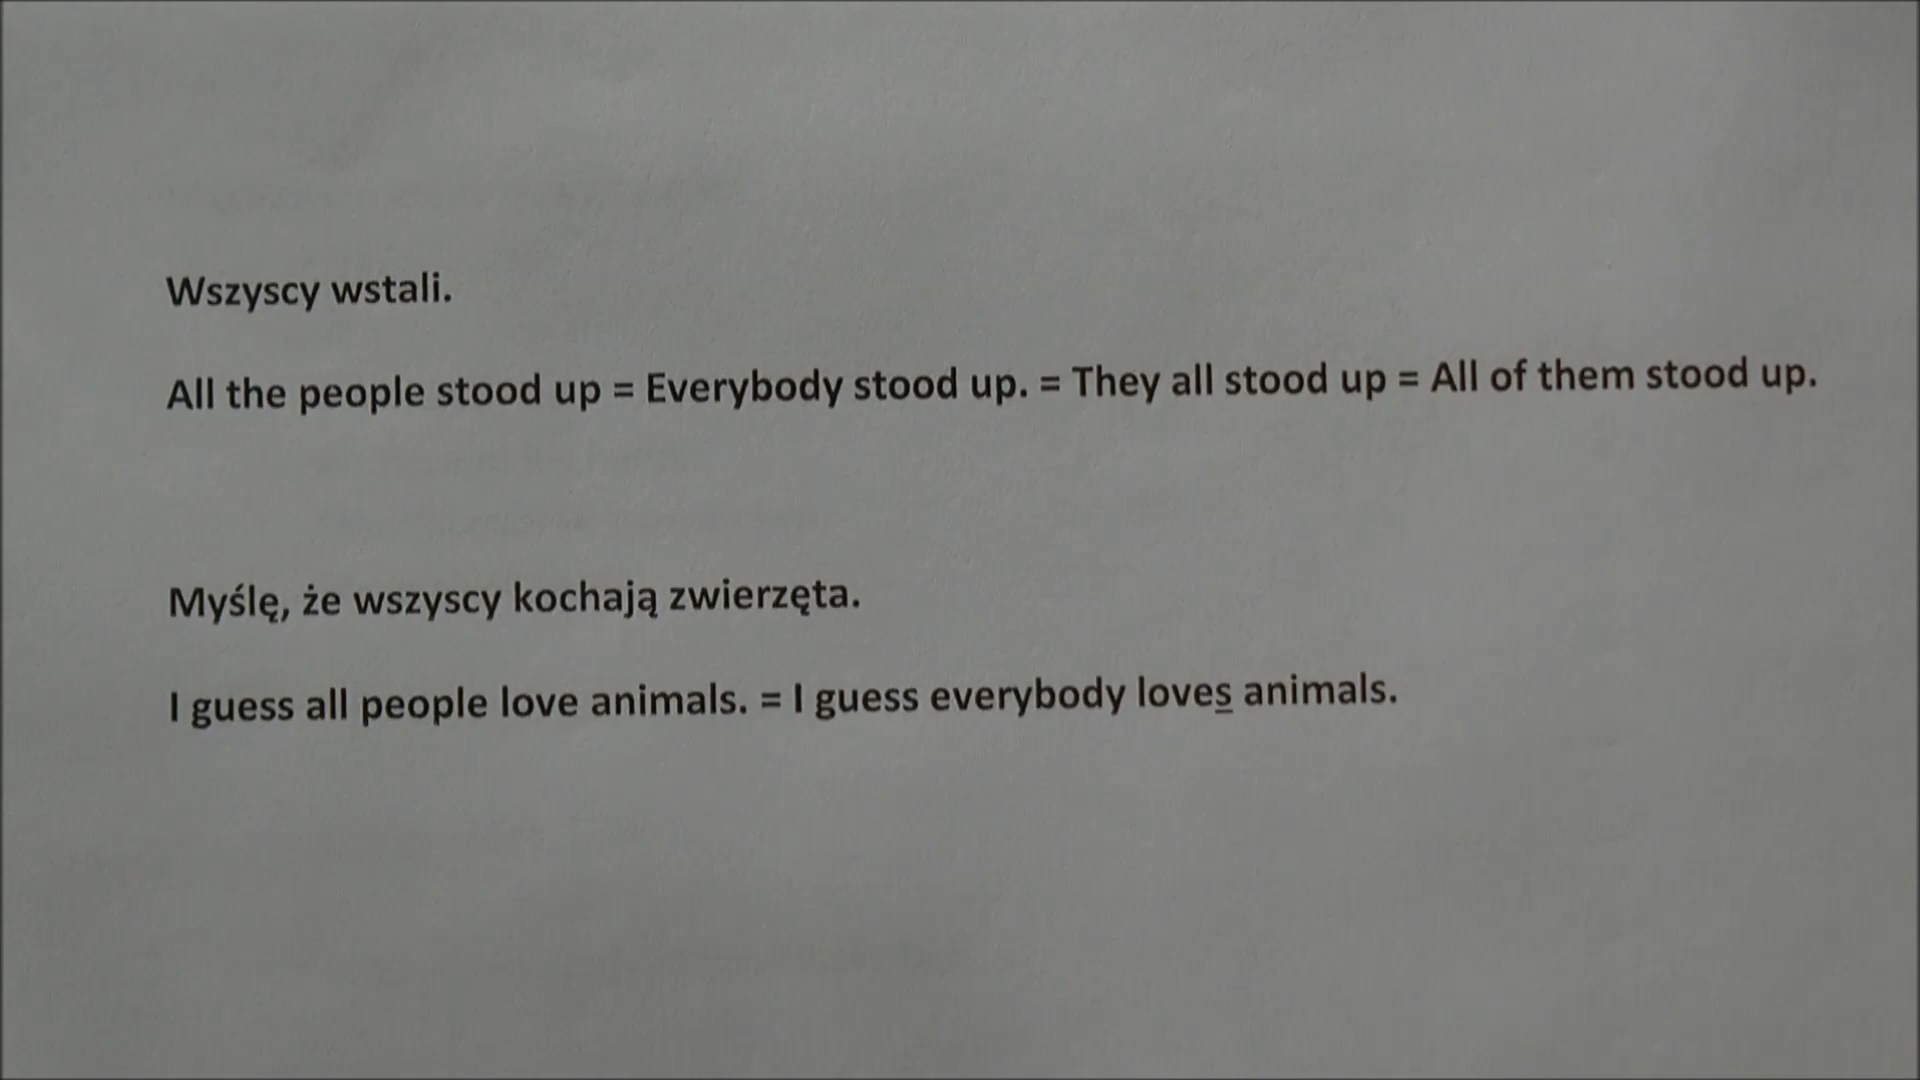 Wszyscy wstali.
All the people stood up = Everybody stood up. = They all stood up = All of them stood up.
Myślę, że wszyscy kochają zwierzęta.
I guess all people love animals. = I guess everybody loves animals.